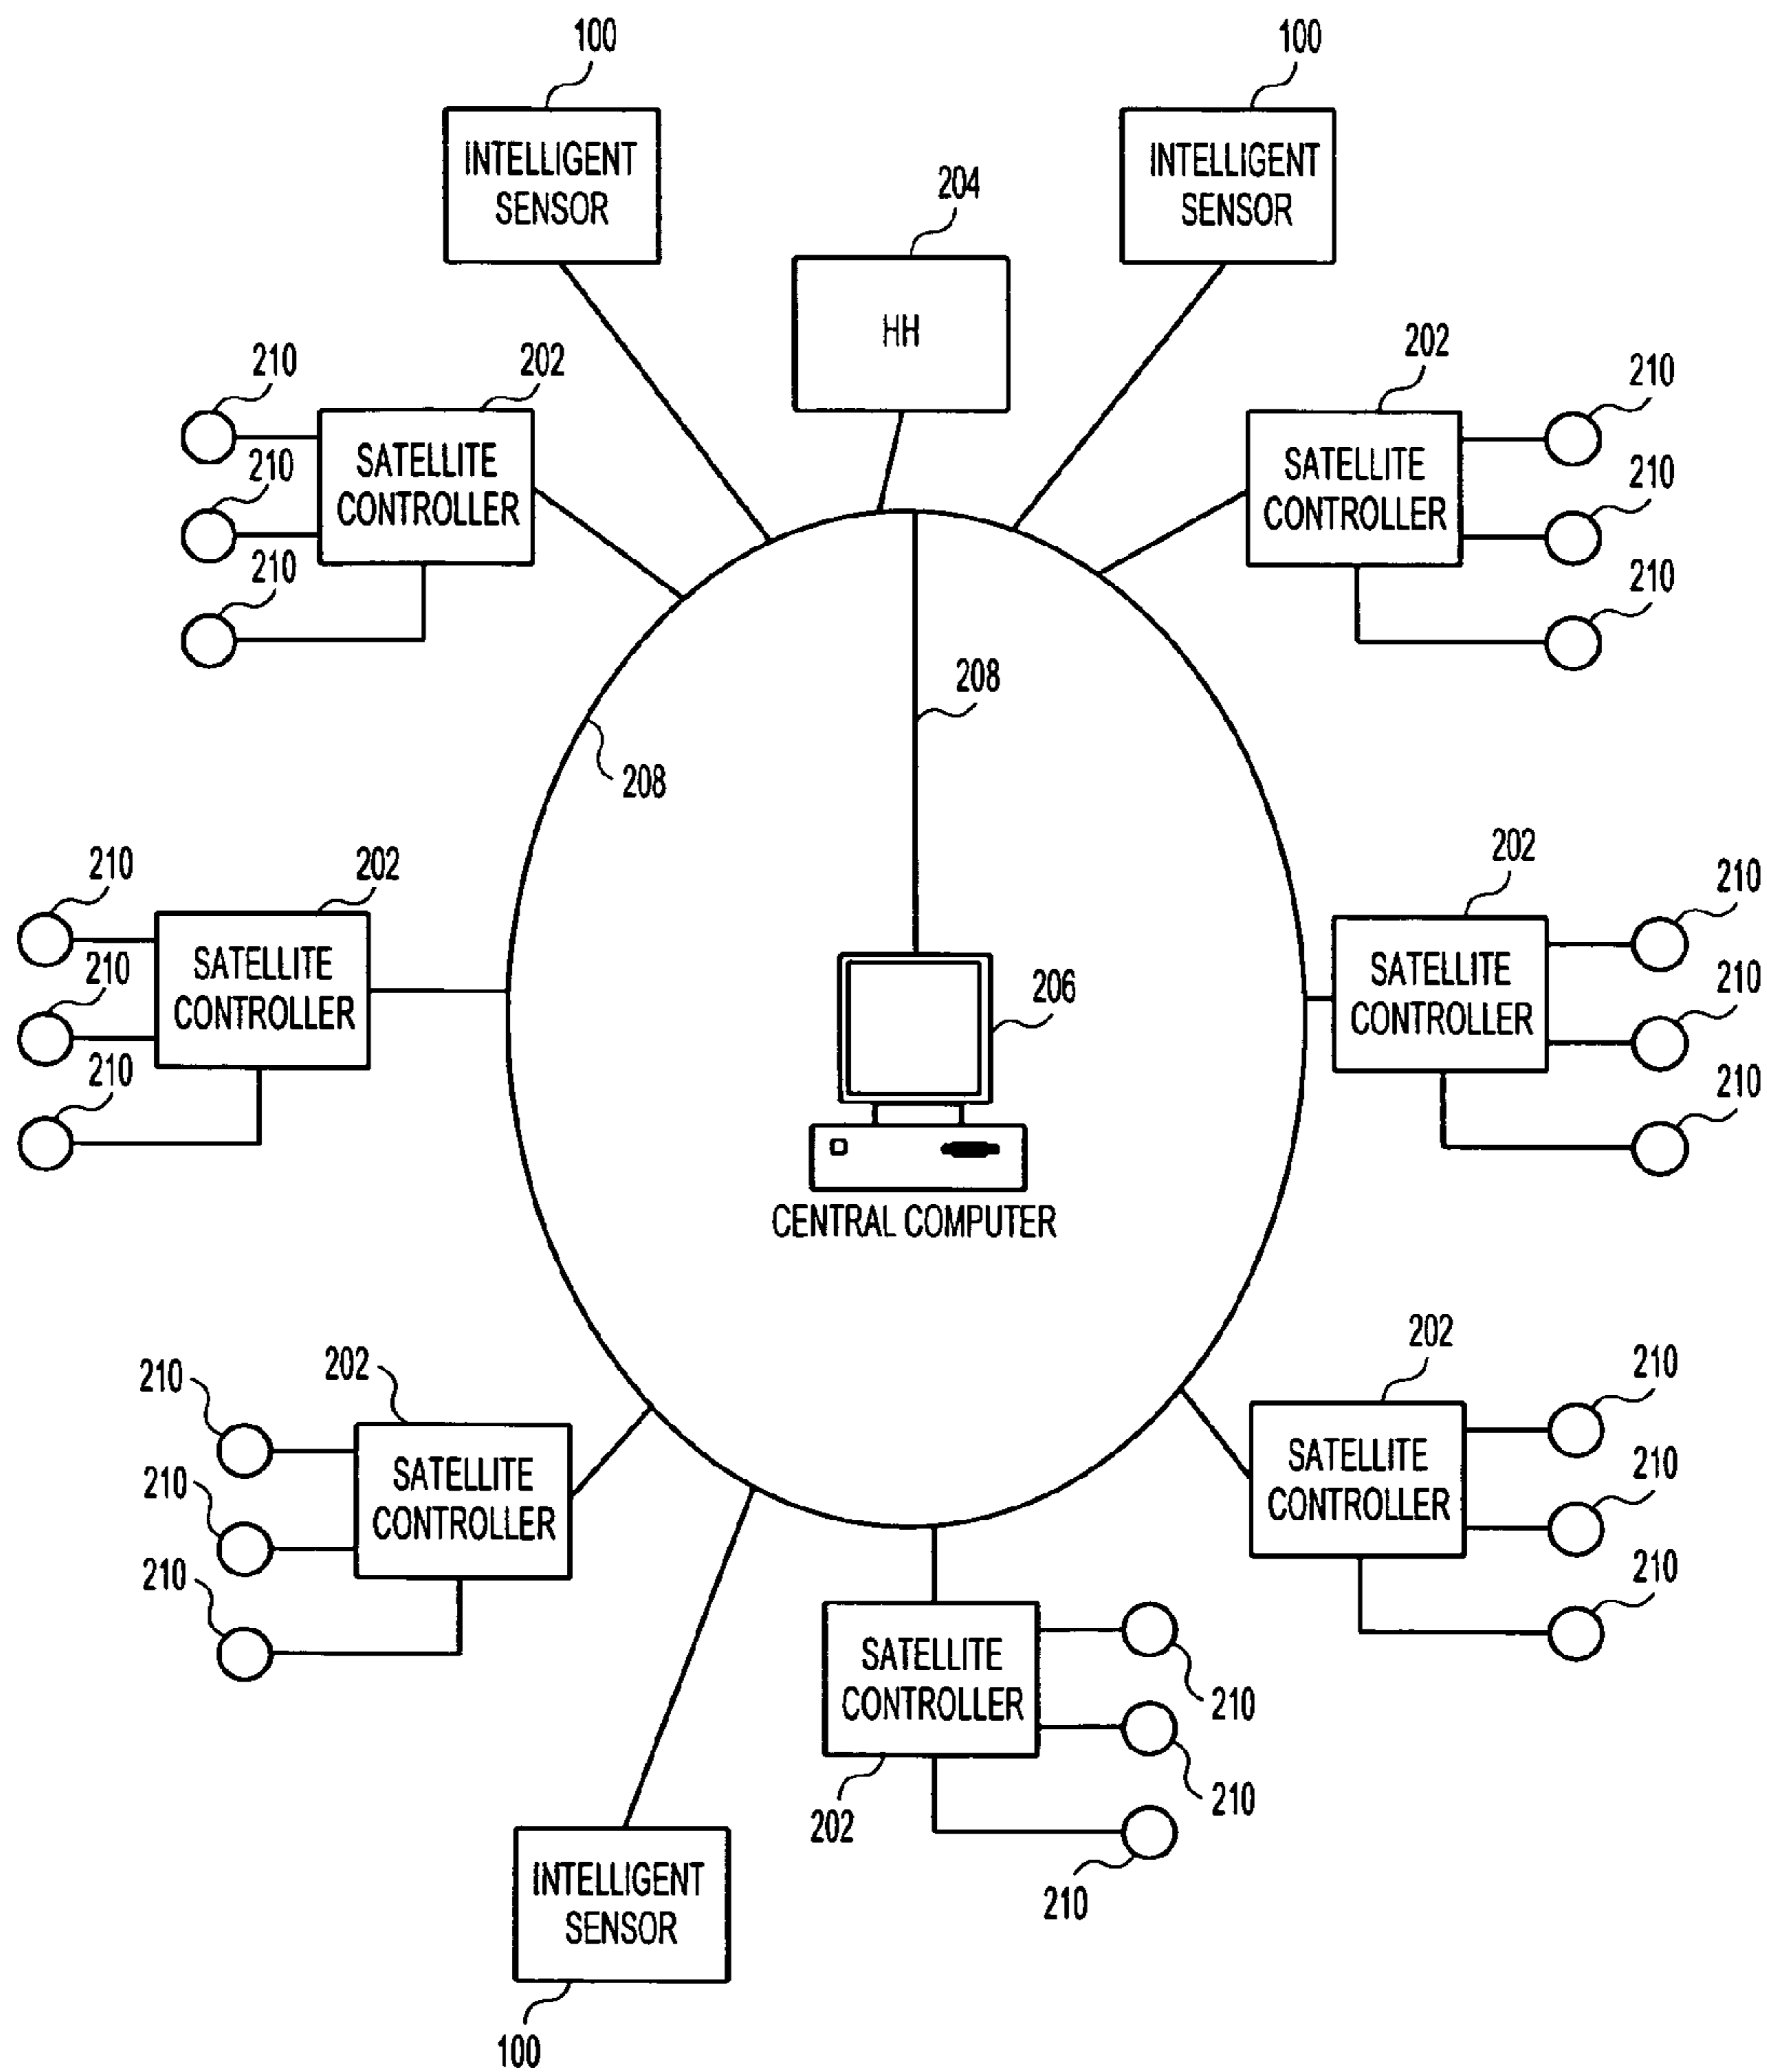 100
100
INTELLIGENT
SENSOR
INTELLIGENT
SENSOR
204
HH
210
202
202
210
SATELLITE
CONTROLLER
210
SATELLITE
CONTROLLER
210
210
210
208
208
210
202
202
210
SATELLITE
CONTROLLER
210
206
SATELLITE
CONTROLLER
210
210
210
CENTRAL COMPUTER
210
202
202
210
SATELLITE
CONTROLLER
210
SATELLITE
CONTROLLER
210
210
210
SATELLITE
CONTROLLER
210
210
202
210
INTELLIGENT
SENSOR
100